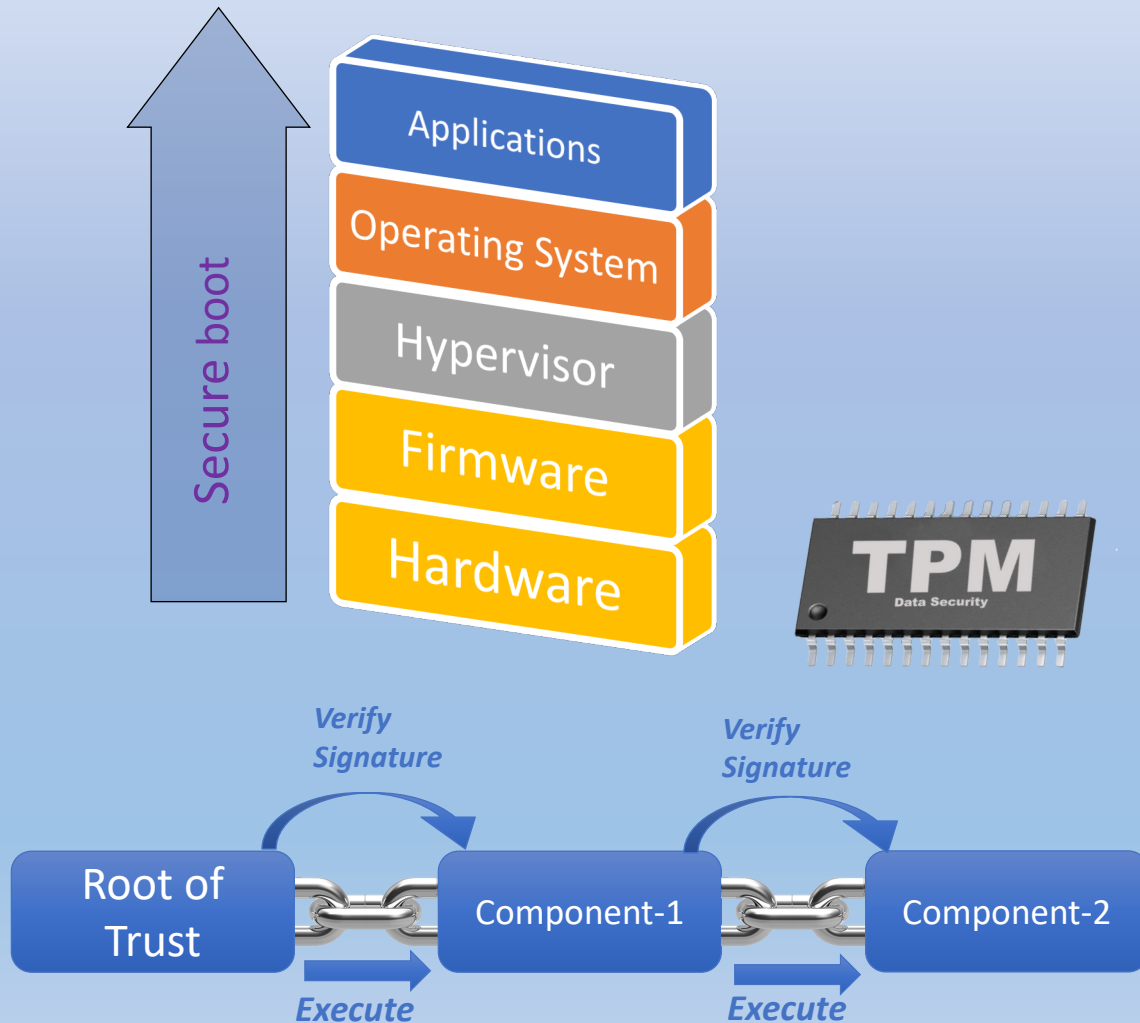 Secure boot
Applications
Operating System
Hypervisor
Firmware
Hardware
TPM
Data Security
Verify
Signature
Verify
Signature
Root of
Trust
Component-1
Component-2
Execute
Execute